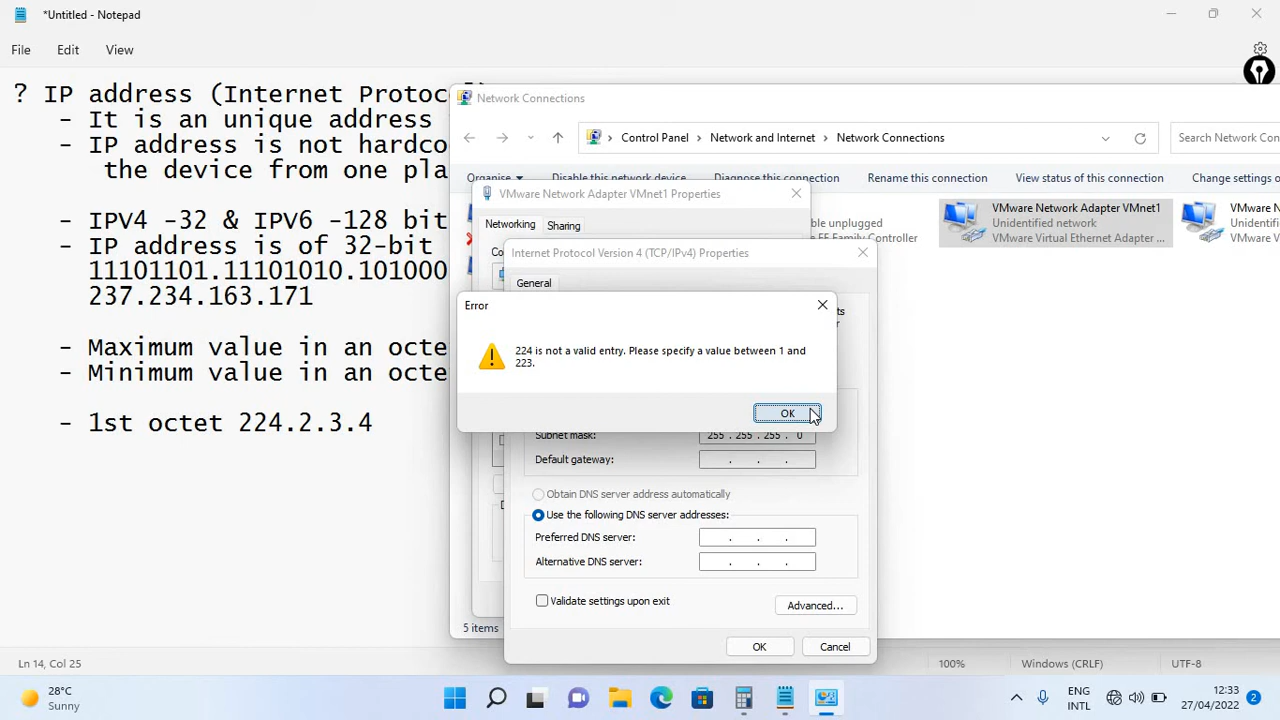 *Untitled - Notepad
File Edit View
? IP address (Internet Protoc
- It is an unique address
- IP address is not hardco
the device from one pla
- IPV4 -32 & IPV6 -128 bit
- IP address is of 32-bit
11101101.11101010.101000
237.234.163.171
- Maximum value in an octe
- Minimum value in an octe
- 1st octet 224.2.3.4
Ln 14, Col 25
100%
Windows (CRLF)
UTF-8
Network Connections
Control Panel > Network and Internet > Network Connections
Search Network Con
Organise
Disable this network device
Diagnose this connection
Rename this connection
View status of this connection
Change settings o
ble unplugged
FE Family Controller
VMware Network Adapter VMnet1
Unidentified network
VMware Virtual Ethernet Adapter ...
VMware Netwo
Unidentified
VMware V
5 items
VMware Network Adapter VMnet1 Properties
Networking Sharing
Co
Internet Protocol Version 4 (TCP/IPv4) Properties
General
Error
224 is not a valid entry. Please specify a value between 1 and
223.
OK
Subnet mask: 255 . 255 . 255 . 0
Default gateway: . . .
Obtain DNS server address automatically
Use the following DNS server addresses:
Preferred DNS server: . . .
Alternative DNS server: . . .
Validate settings upon exit
Advanced...
OK Cancel
28°C
Sunny
ENG
INTL
12:33
27/04/2022
2